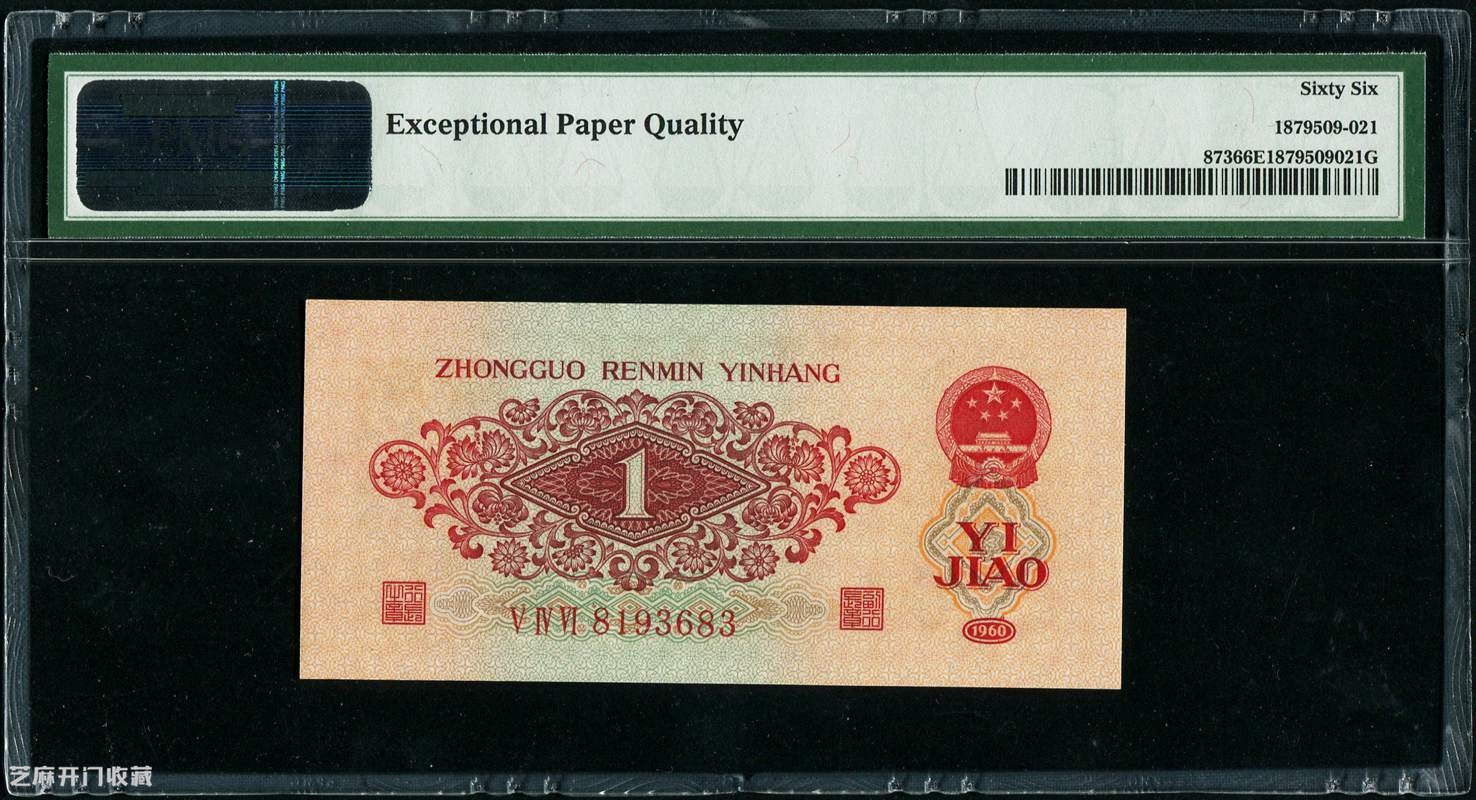 Sixty Six
Exceptional Paper Quality
1879509-021
87366E1879509021G
ZHONGGUO RENMIN YINHANG
1
YI
JIAO
Ⅴ Ⅳ Ⅵ 8193683
1960
芝麻开门收藏